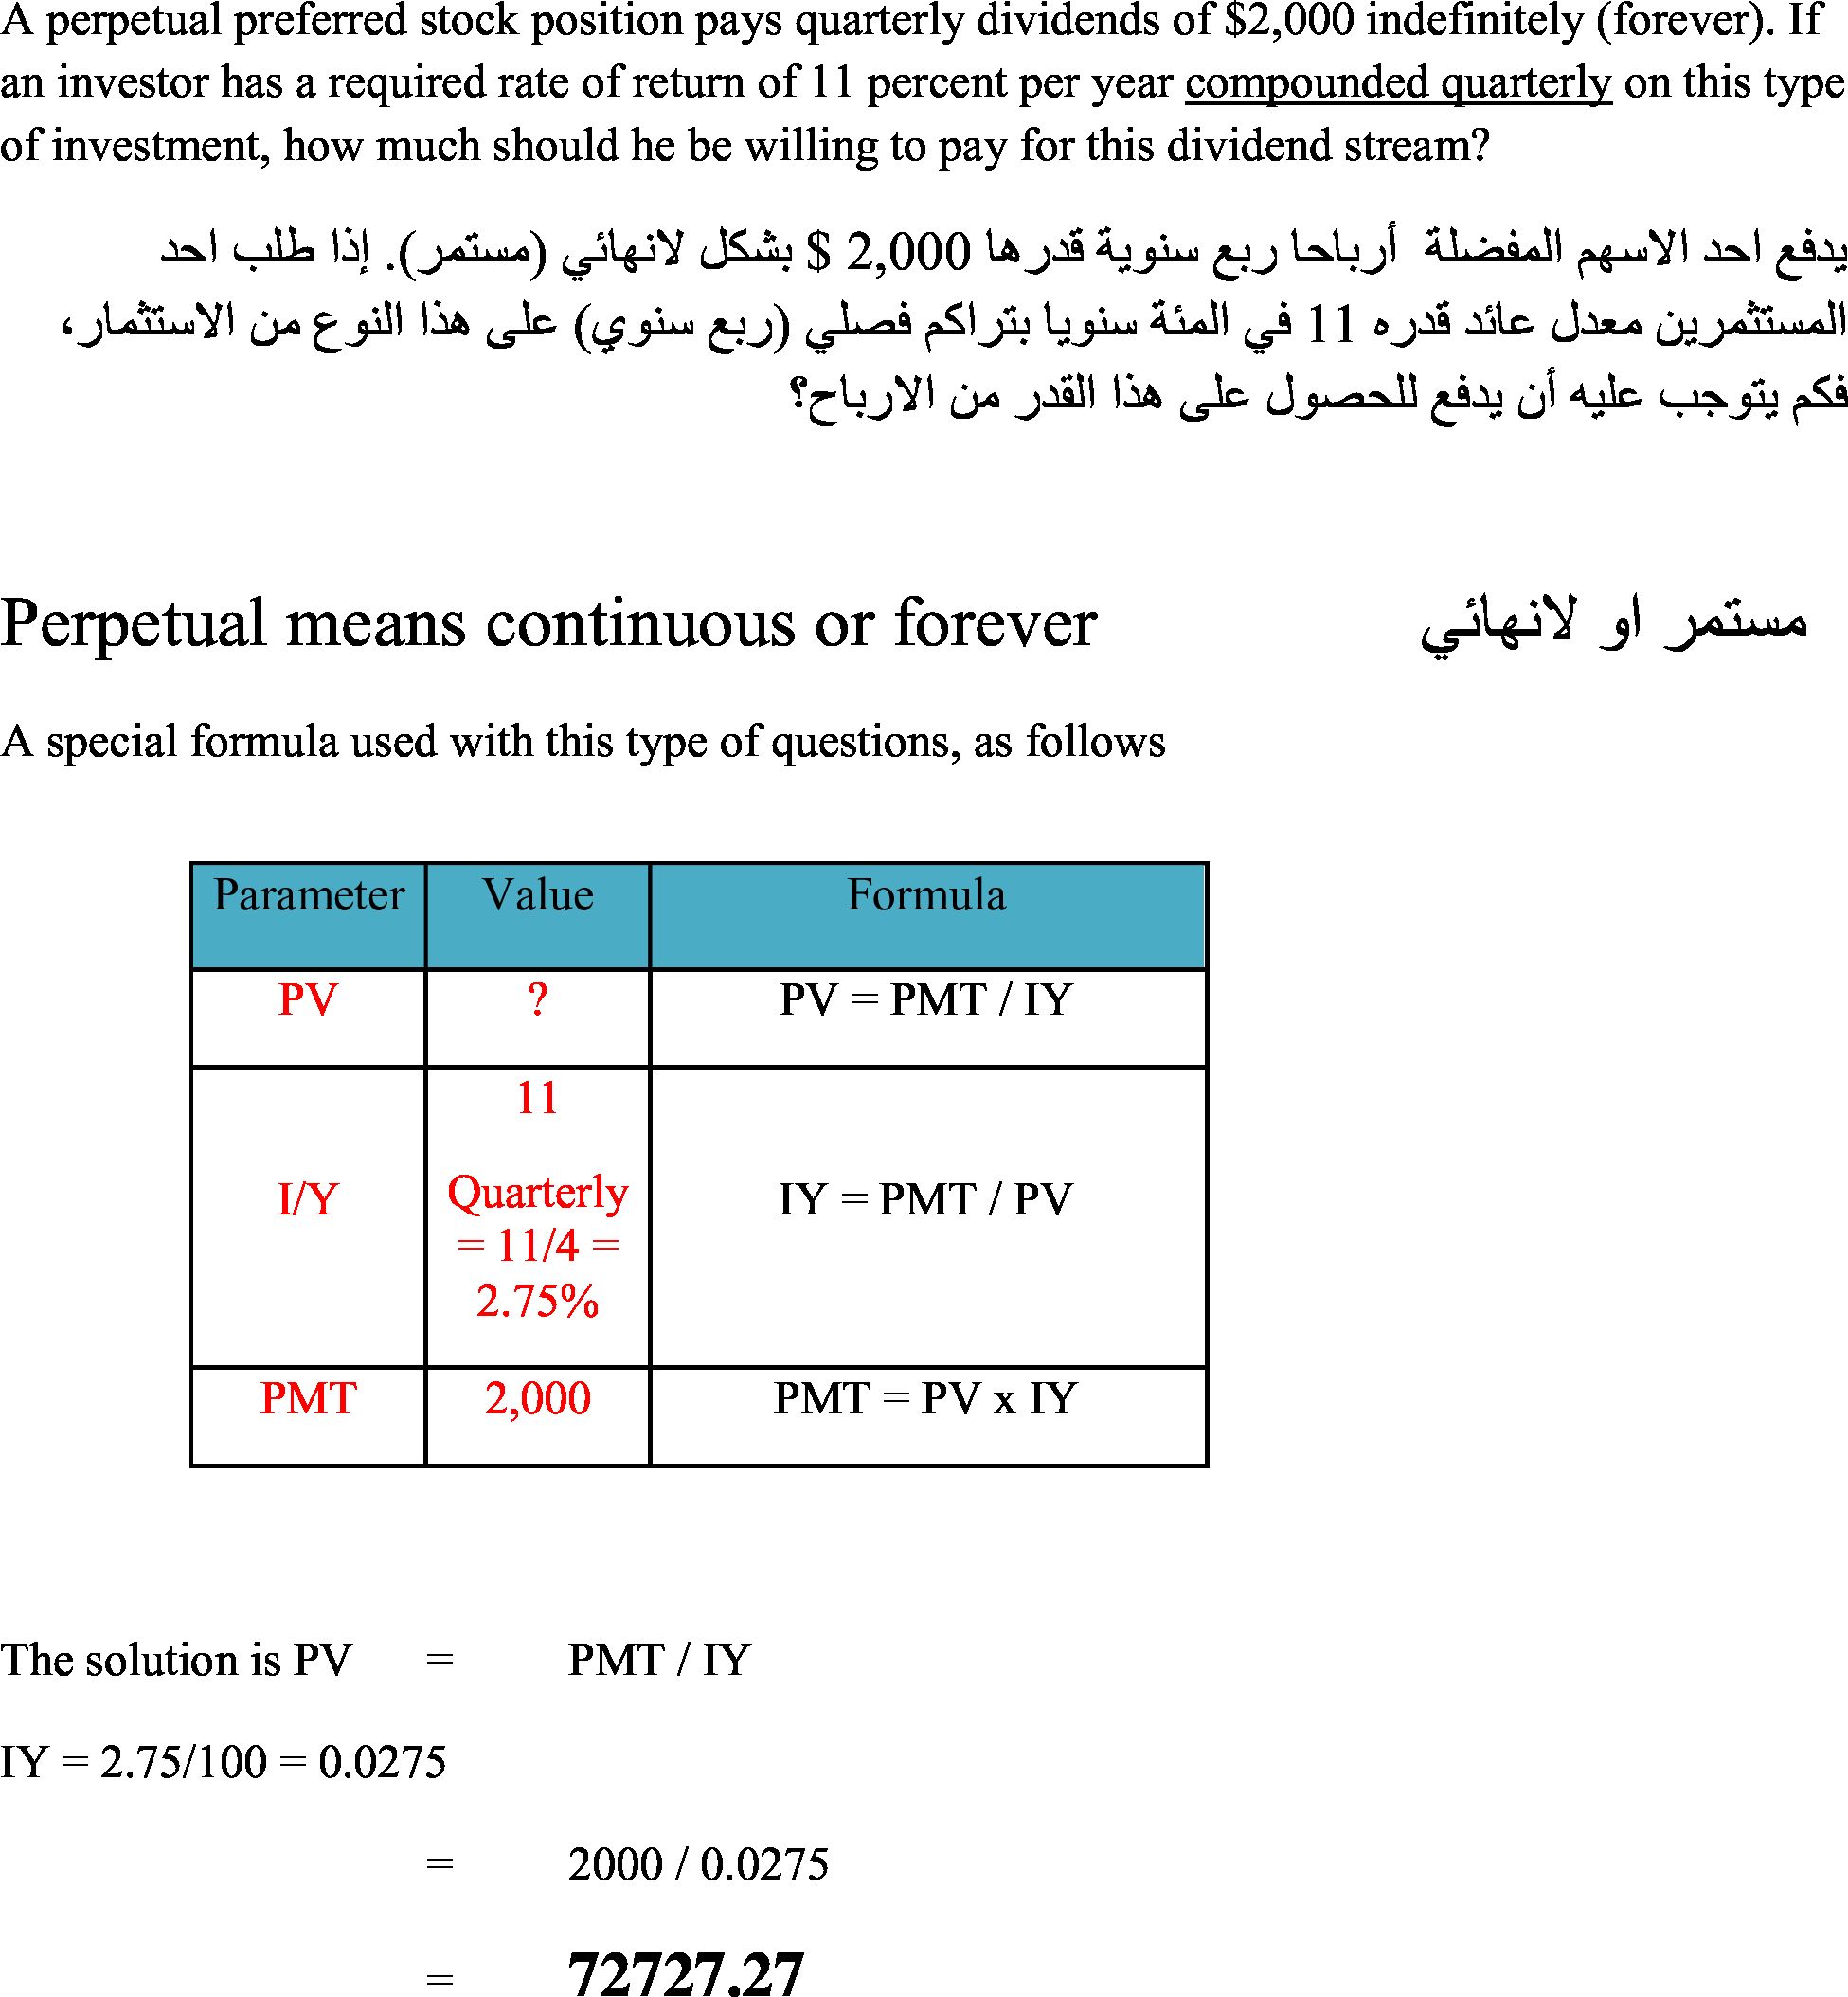 A perpetual preferred stock position pays quarterly dividends of $2,000 indefinitely (forever). If
an investor has a required rate of return of 11 percent per year compounded quarterly on this type
of investment, how much should he be willing to pay for this dividend stream?
يدفع احد الاسهم المفضلة أرباحا ربع سنوية قدرها 2,000 $ بشكل لانهائي (مستمر). إذا طلب احد
المستثمرين معدل عائد قدره 11 في المئة سنويا بتراكم فصلي (ربع سنوي) على هذا النوع من الاستثمار،
فكم يتوجب عليه أن يدفع للحصول على هذا القدر من الارباح؟
Perpetual means continuous or forever مستمر او لانهائي
A special formula used with this type of questions, as follows
Parameter Value Formula
PV ? PV = PMT / IY
11
I/Y Quarterly IY = PMT / PV
= 11/4 =
2.75%
PMT 2,000 PMT = PV x IY
The solution is PV = PMT / IY
IY = 2.75/100 = 0.0275
= 2000 / 0.0275
= 72727.27